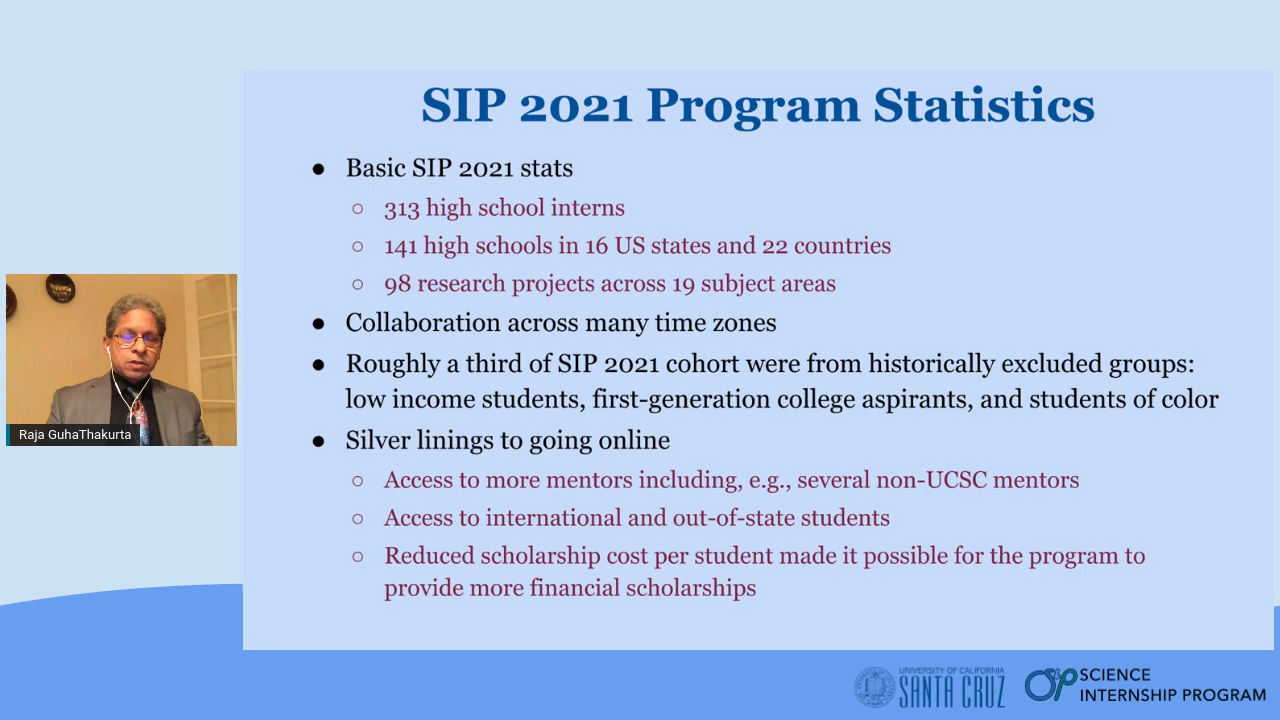 SIP 2021 Program Statistics
● Basic SIP 2021 stats
○ 313 high school interns
○ 141 high schools in 16 US states and 22 countries
○ 98 research projects across 19 subject areas
● Collaboration across many time zones
● Roughly a third of SIP 2021 cohort were from historically excluded groups:
low income students, first-generation college aspirants, and students of color
● Silver linings to going online
○ Access to more mentors including, e.g., several non-UCSC mentors
○ Access to international and out-of-state students
○ Reduced scholarship cost per student made it possible for the program to
provide more financial scholarships
Raja GuhaThakurta
UNIVERSITY OF CALIFORNIA
SANTA CRUZ
SIP SCIENCE
INTERNSHIP PROGRAM